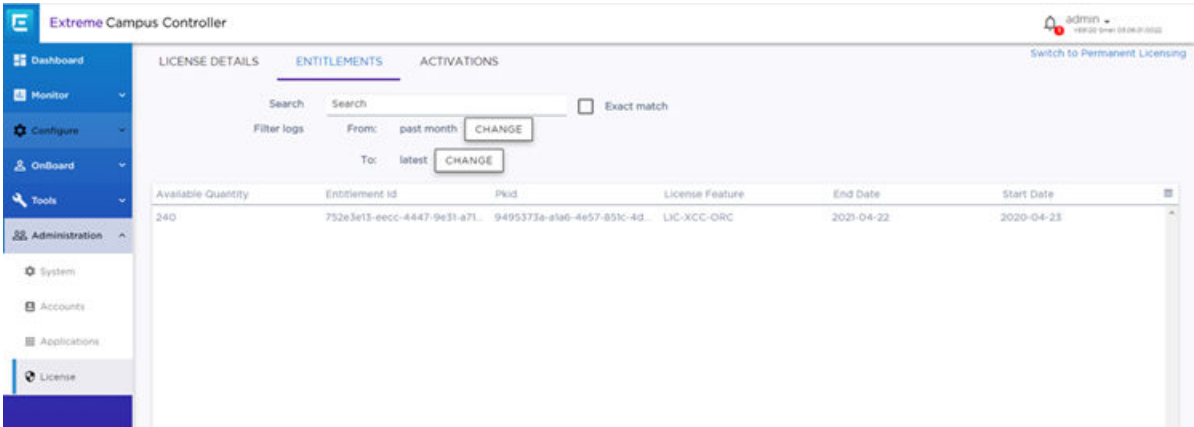 Extreme Campus Controller
admin
Switch to Permanent Licensing
Dashboard
Monitor
Configure
OnBoard
Tools
Administration
System
Accounts
Applications
License
LICENSE DETAILS ENTITLEMENTS ACTIVATIONS
Search Search Exact match
Filter logs From: past month CHANGE
To: latest CHANGE
Available Quantity Entitlement Id Pkid License Feature End Date Start Date
240 752e3e13-eecc-4447-9e31-a71... 9495373a-a1a6-4e57-851c-4d... LIC-XCC-ORC 2021-04-22 2020-04-23